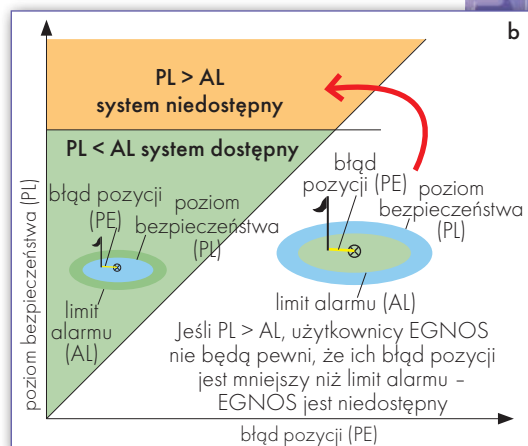 b
PL > AL
system niedostępny
PL < AL system dostępny
błąd pozycji
(PE)
poziom
bezpieczeństwa
(PL)
limit
alarmu
(AL)
błąd
pozycji (PE)
poziom
bezpieczeństwa
(PL)
limit alarmu (AL)
Jeśli PL > AL, użytkownicy EGNOS
nie będą pewni, że ich błąd pozycji
jest mniejszy niż limit alarmu –
EGNOS jest niedostępny
poziom bezpieczeństwa (PL)
błąd pozycji (PE)